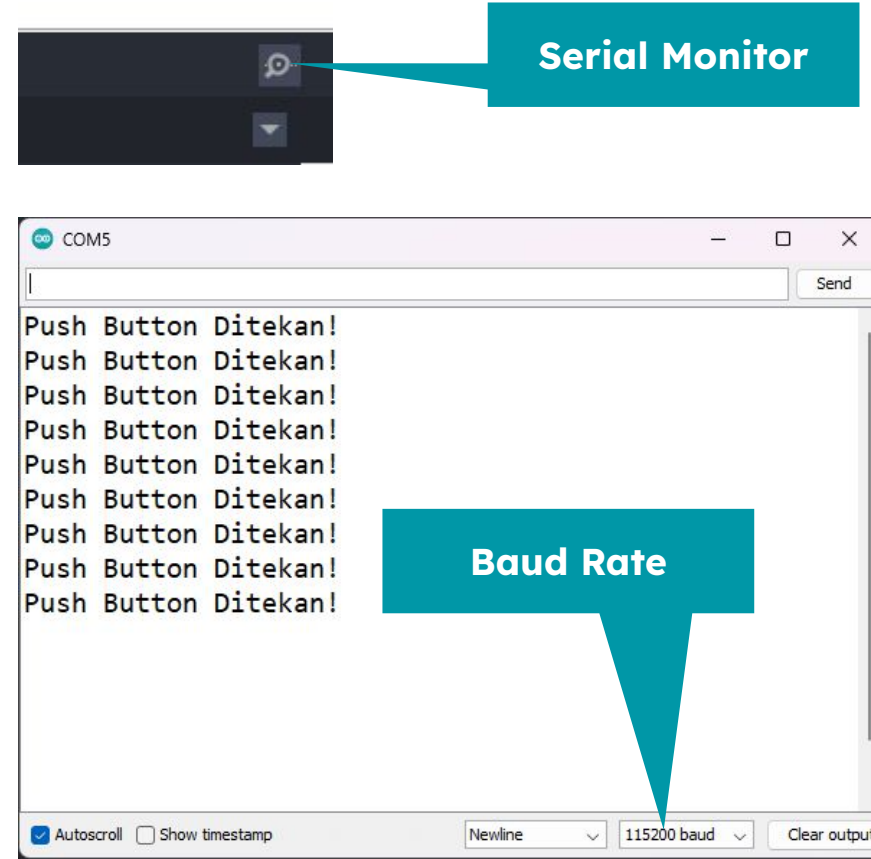 Serial Monitor
COM5
Send
Push Button Ditekan!
Push Button Ditekan!
Push Button Ditekan!
Push Button Ditekan!
Push Button Ditekan!
Push Button Ditekan!
Push Button Ditekan!
Push Button Ditekan!
Push Button Ditekan!
Baud Rate
Autoscroll Show timestamp Newline 115200 baud Clear output